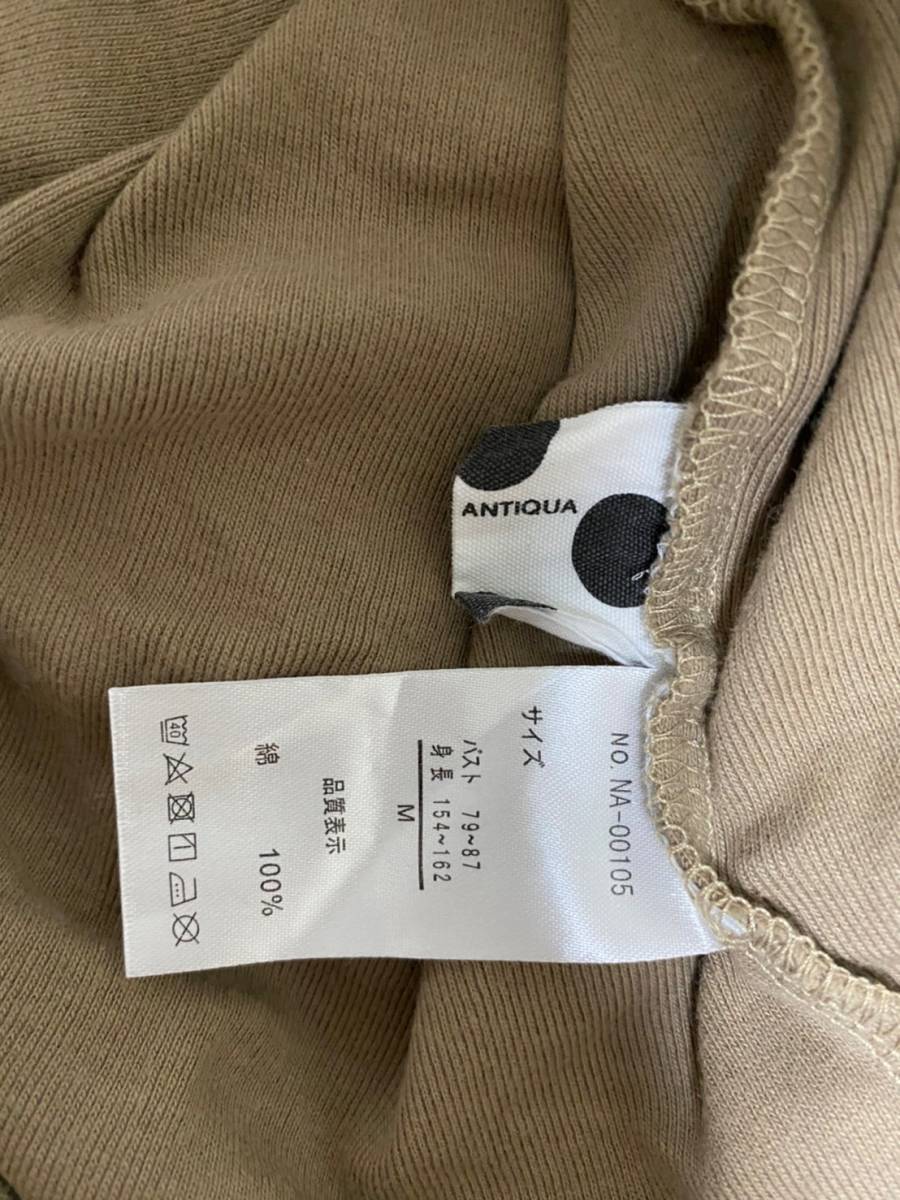 ANTIQUA
NO. NA-00105
サイズ
バスト 79~87
身長 154~162
M
品質表示
綿 100%
40